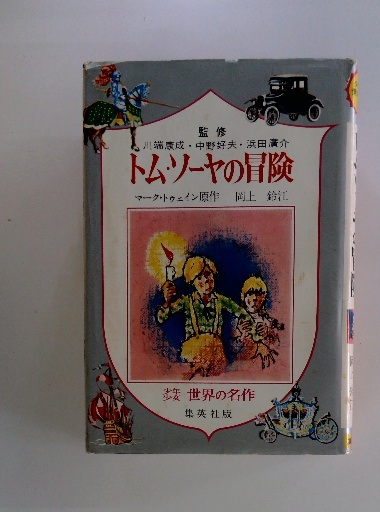 監修
川端康成・中野好夫・浜田廣介
トム・ソーヤの冒険
マーク・トウェイン原作 岡上鈴江
少年少女 世界の名作
集英社版